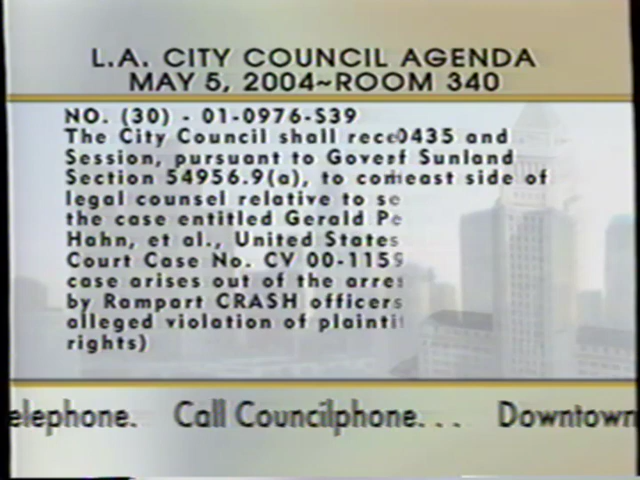 L.A. CITY COUNCIL AGENDA
MAY 5, 2004~ROOM 340
NO. (30) - 01-0976-S39
The City Council shall rece0435 and
Session, pursuant to Goverf Sunland
Section 54956.9(a), to comeast side of
legal counsel relative to se
the case entitled Gerald Pe
Hahn, et al., United States
Court Case No. CV 00-1159
case arises out of the arres
by Rampart CRASH officers
alleged violation of plaintif
rights)
elephone. Call Councilphone. . . Downtown